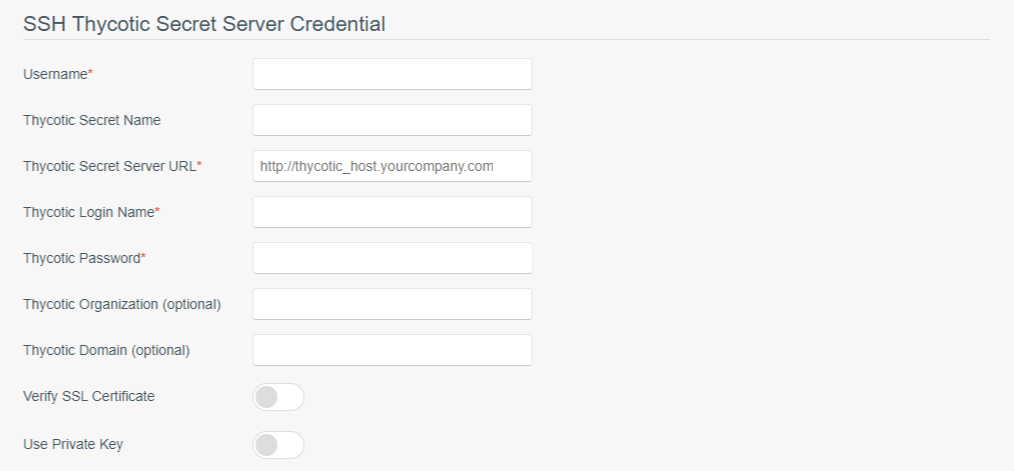 SSH Thycotic Secret Server Credential
Username*
Thycotic Secret Name
Thycotic Secret Server URL* http://thycotic_host.yourcompany.com
Thycotic Login Name*
Thycotic Password*
Thycotic Organization (optional)
Thycotic Domain (optional)
Verify SSL Certificate
Use Private Key